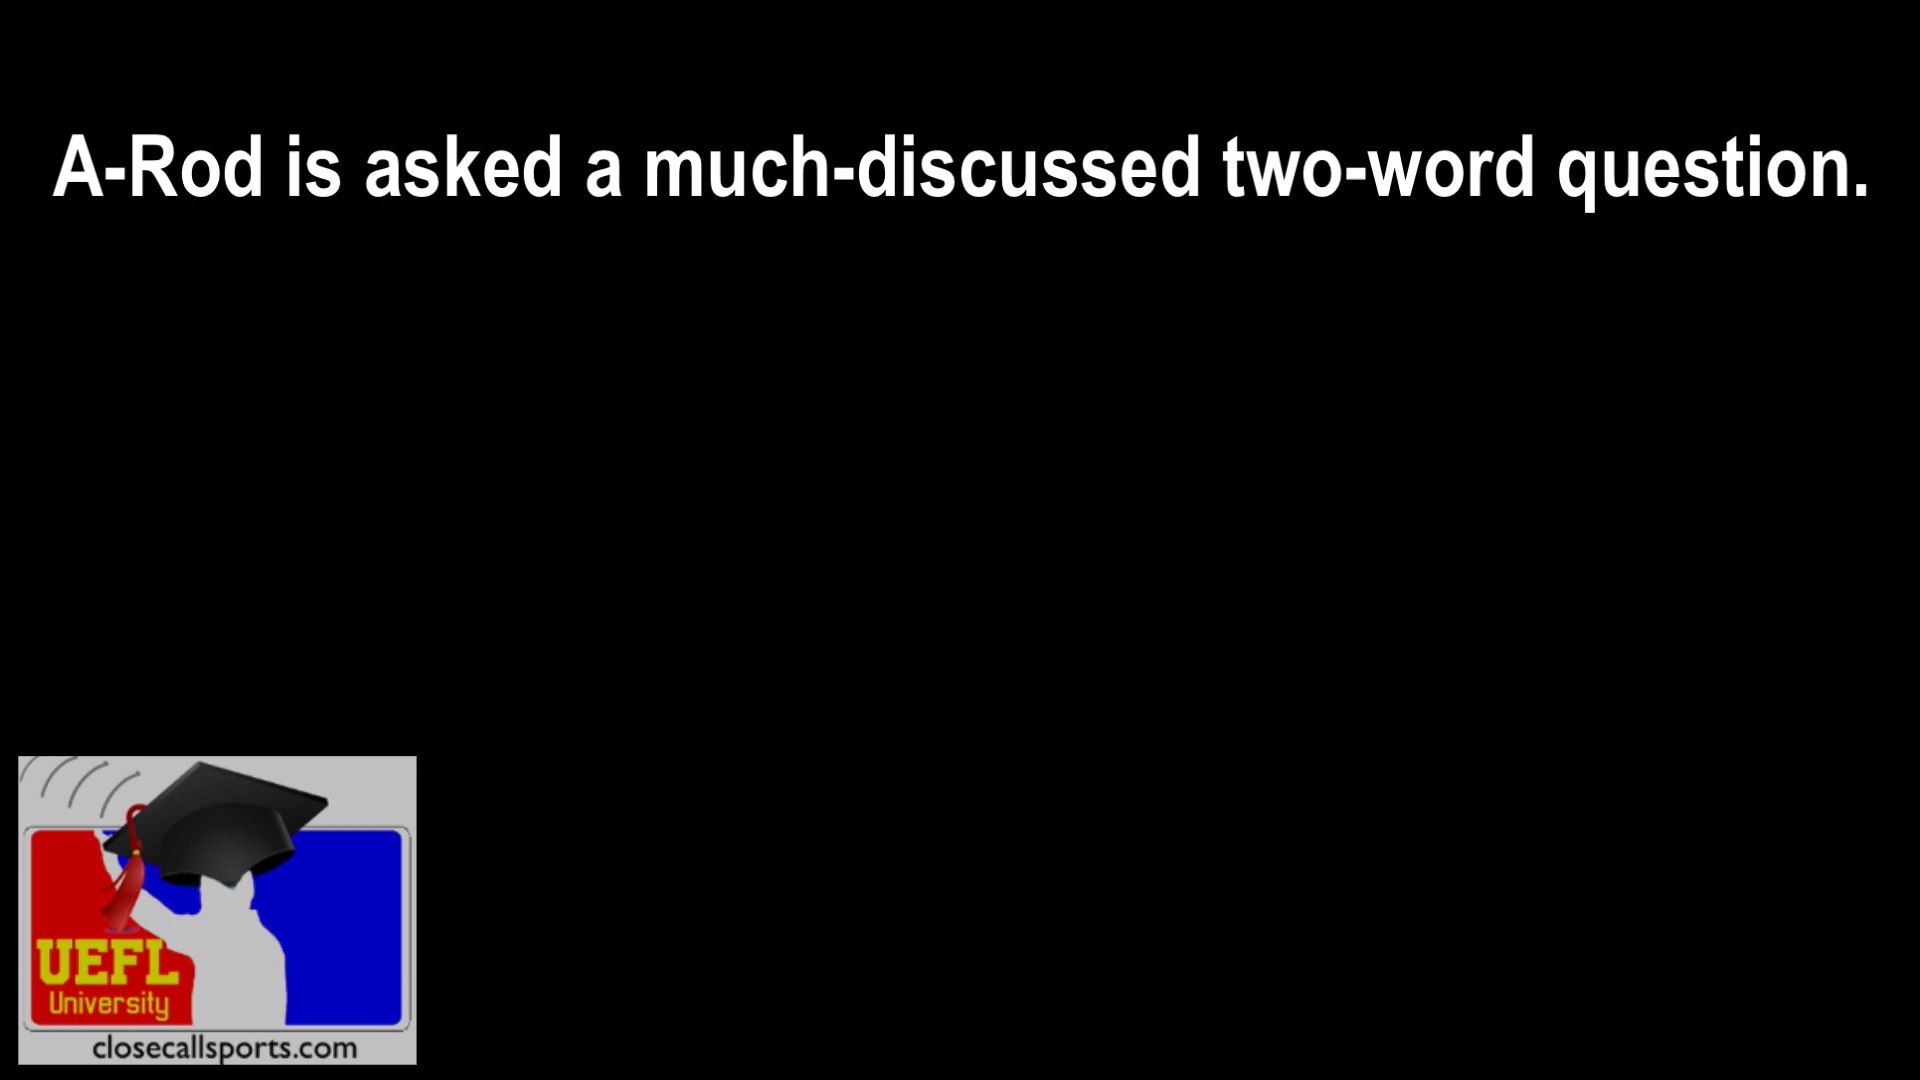 A-Rod is asked a much-discussed two-word question.
UEFL
University
closecallsports.com